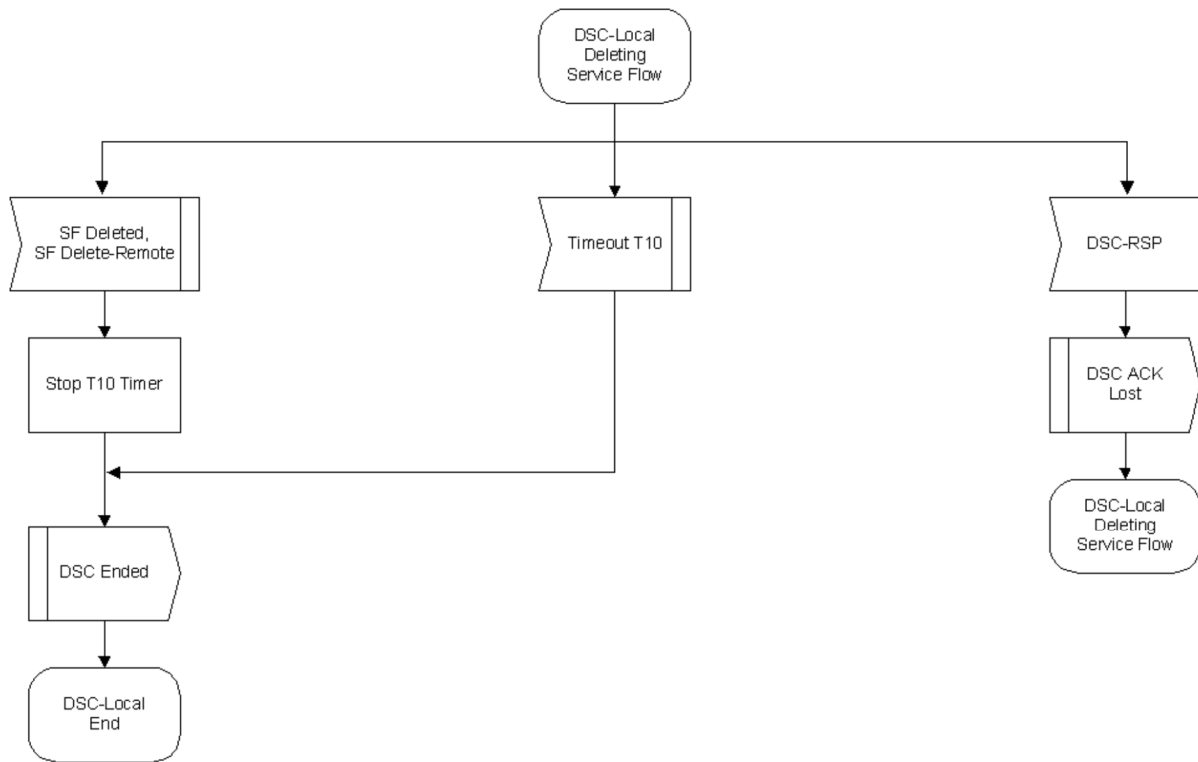 DSC-Local
Deleting
Service Flow
SF Deleted,
SF Delete-Remote
Timeout T10
DSC-RSP
Stop T10 Timer
DSC ACK
Lost
DSC-Local
Deleting
Service Flow
DSC Ended
DSC-Local
End